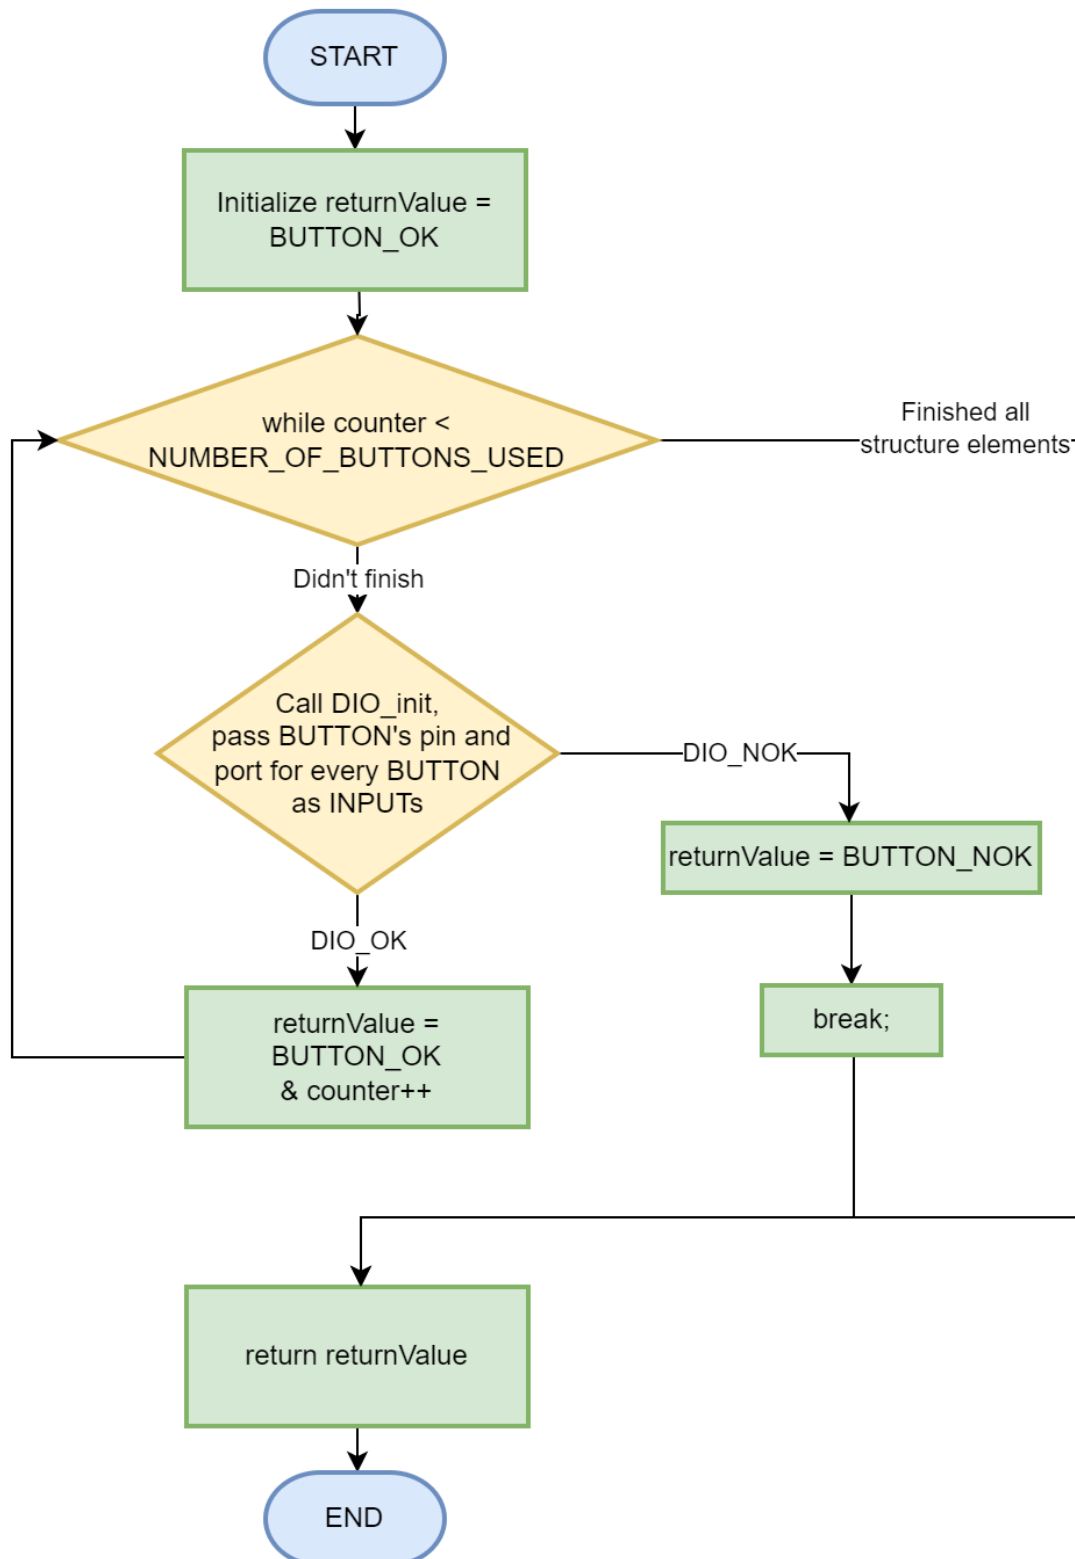 START
Initialize returnValue =
BUTTON_OK
while counter <
NUMBER_OF_BUTTONS_USED
Finished all
structure elements
Didn't finish
Call DIO_init,
pass BUTTON's pin and
port for every BUTTON
as INPUTs
DIO_NOK
returnValue = BUTTON_NOK
DIO_OK
break;
returnValue =
BUTTON_OK
& counter++
return returnValue
END